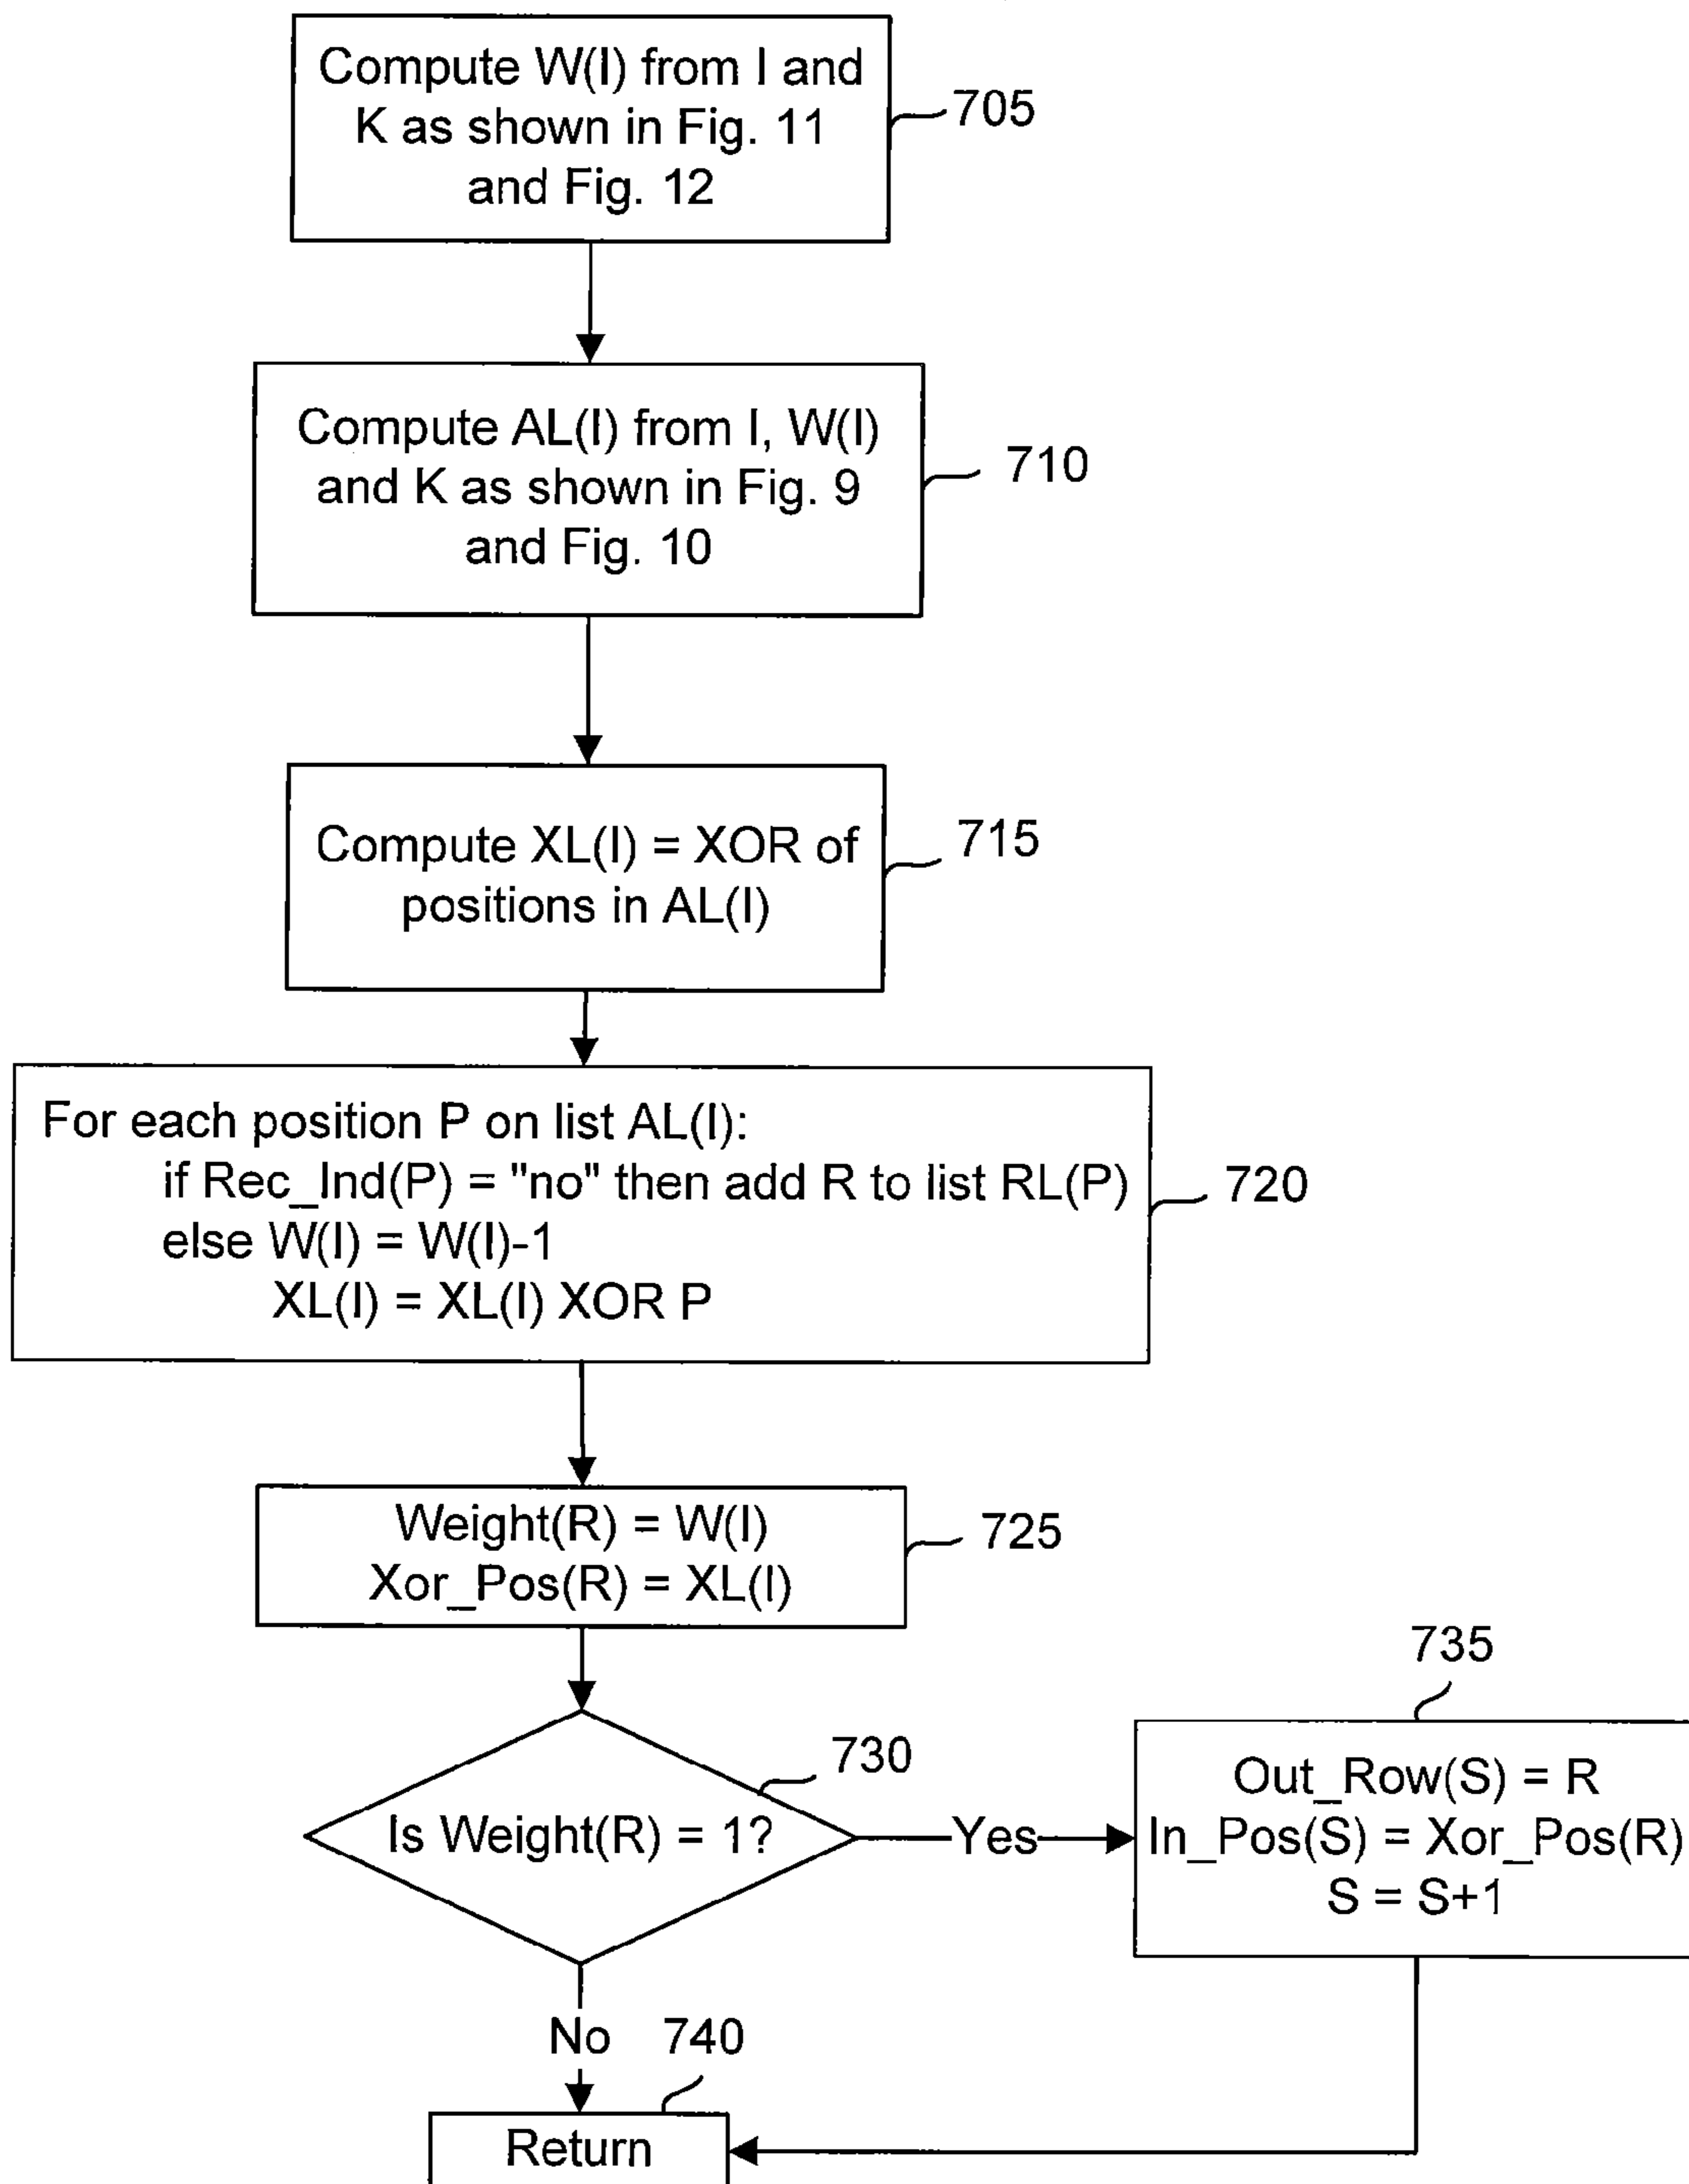 Compute W(I) from I and
K as shown in Fig. 11
and Fig. 12
705
Compute AL(I) from I, W(I)
and K as shown in Fig. 9
and Fig. 10
710
Compute XL(I) = XOR of
positions in AL(I)
715
For each position P on list AL(I):
if Rec_Ind(P) = "no" then add R to list RL(P)
else W(I) = W(I)-1
XL(I) = XL(I) XOR P
720
Weight(R) = W(I)
Xor_Pos(R) = XL(I)
725
Is Weight(R) = 1?
730
Yes
735
Out_Row(S) = R
In_Pos(S) = Xor_Pos(R)
S = S+1
No
740
Return